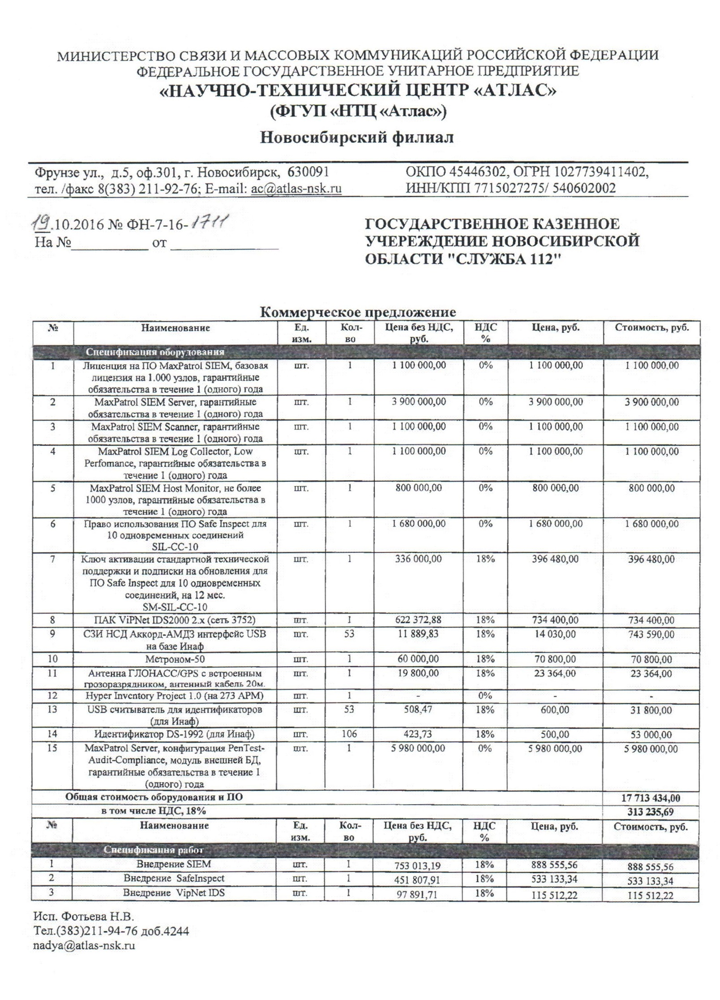 МИНИСТЕРСТВО СВЯЗИ И МАССОВЫХ КОММУНИКАЦИЙ РОССИЙСКОЙ ФЕДЕРАЦИИ
ФЕДЕРАЛЬНОЕ ГОСУДАРСТВЕННОЕ УНИТАРНОЕ ПРЕДПРИЯТИЕ
«НАУЧНО-ТЕХНИЧЕСКИЙ ЦЕНТР «АТЛАС»
(ФГУП «НТЦ «Атлас»)
Новосибирский филиал
Фрунзе ул., д.5, оф.301, г. Новосибирск, 630091
тел. /факс 8(383) 211-92-76; E-mail: ac@atlas-nsk.ru
ОКПО 45446302, ОГРН 1027739411402,
ИНН/КПП 7715027275/ 540602002
19.10.2016 № ФН-7-16-1711
На №__________ от ______________
ГОСУДАРСТВЕННОЕ КАЗЕННОЕ
УЧЕРЕЖДЕНИЕ НОВОСИБИРСКОЙ
ОБЛАСТИ "СЛУЖБА 112"
Коммерческое предложение
№ Наименование Ед. Кол- Цена без НДС, НДС Цена, руб. Стоимость, руб.
изм. во руб. %
Спецификация оборудования
1 Лиценция на ПО MaxPatrol SIEM, базовая шт. 1 1 100 000,00 0% 1 100 000,00 1 100 000,00
лицензия на 1.000 узлов, гарантийные
обязательства в течение 1 (одного) года
2 MaxPatrol SIEM Server, гарантийные шт. 1 3 900 000,00 0% 3 900 000,00 3 900 000,00
обязательства в течение 1 (одного) года
3 MaxPatrol SIEM Scanner, гарантийные шт. 1 1 100 000,00 0% 1 100 000,00 1 100 000,00
обязательства в течение 1 (одного) года
4 MaxPatrol SIEM Log Collector, Low шт. 1 1 100 000,00 0% 1 100 000,00 1 100 000,00
Perfomance, гарантийные обязательства в
течение 1 (одного) года
5 MaxPatrol SIEM Host Monitor, не более шт. 1 800 000,00 0% 800 000,00 800 000,00
1000 узлов, гарантийные обязательства в
течение 1 (одного) года
6 Право использования ПО Safe Inspect для шт. 1 1 680 000,00 0% 1 680 000,00 1 680 000,00
10 одновременных соединений
SIL-CC-10
7 Ключ активации стандартной технической шт. 1 336 000,00 18% 396 480,00 396 480,00
поддержки и подписки на обновления для
ПО Safe Inspect для 10 одновременных
соединений, на 12 мес.
SM-SIL-CC-10
8 ПАК ViPNet IDS2000 2.x (сеть 3752) шт. 1 622 372,88 18% 734 400,00 734 400,00
9 СЗИ НСД Аккорд-АМДЗ интерфейс USB шт. 53 11 889,83 18% 14 030,00 743 590,00
на базе Инаф
10 Метроном-50 шт. 1 60 000,00 18% 70 800,00 70 800,00
11 Антенна ГЛОНАСС/GPS с встроенным шт. 1 19 800,00 18% 23 364,00 23 364,00
грозоразрядником, антенный кабель 20м.
12 Hyper Inventory Project 1.0 (на 273 АРМ) шт. 1 - 0% - -
13 USB считыватель для идентификаторов шт. 53 508,47 18% 600,00 31 800,00
(для Инаф)
14 Идентификатор DS-1992 (для Инаф) шт. 106 423,73 18% 500,00 53 000,00
15 MaxPatrol Server, конфигурация PenTest- шт. 1 5 980 000,00 0% 5 980 000,00 5 980 000,00
Audit-Compliance, модуль внешней БД,
гарантийные обязательства в течение 1
(одного) года
Общая стоимость оборудования и ПО 17 713 434,00
в том числе НДС, 18% 313 235,69
№ Наименование Ед. Кол- Цена без НДС, НДС Цена, руб. Стоимость, руб.
изм. во руб. %
Спецификация работ
1 Внедрение SIEM шт. 1 753 013,19 18% 888 555,56 888 555,56
2 Внедрение SafeInspect шт. 1 451 807,91 18% 533 133,34 533 133,34
3 Внедрение VipNet IDS шт. 1 97 891,71 18% 115 512,22 115 512,22
Исп. Фотьева Н.В.
Тел.(383)211-94-76 доб.4244
nadya@atlas-nsk.ru